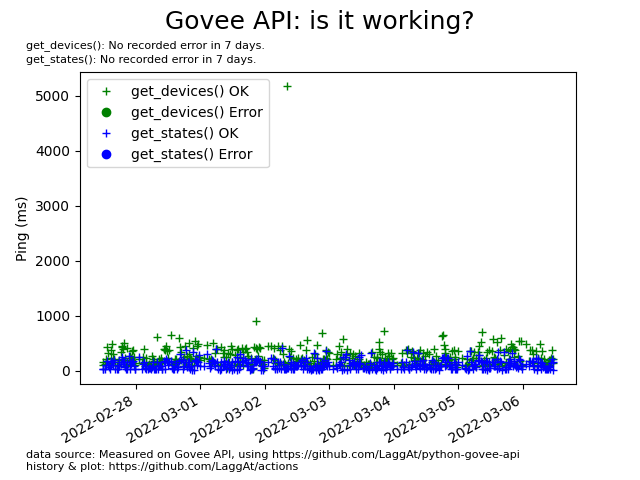 Govee API: is it working?
get_devices(): No recorded error in 7 days.
get_states(): No recorded error in 7 days.
get_devices() OK
get_devices() Error
get_states() OK
get_states() Error
Ping (ms)
5000
4000
3000
2000
1000
0
2022-02-28
2022-03-01
2022-03-02
2022-03-03
2022-03-04
2022-03-05
2022-03-06
data source: Measured on Govee API, using https://github.com/LaggAt/python-govee-api
history & plot: https://github.com/LaggAt/actions